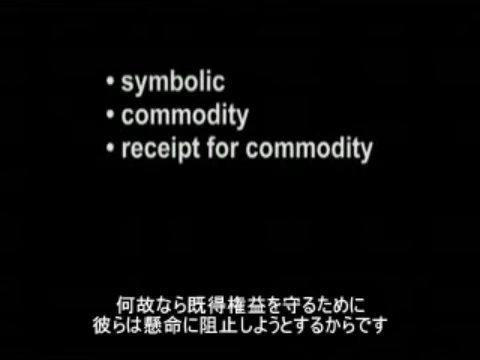 • symbolic
• commodity
• receipt for commodity
何故なら既得権益を守るために
彼らは懸命に阻止しようとするからです